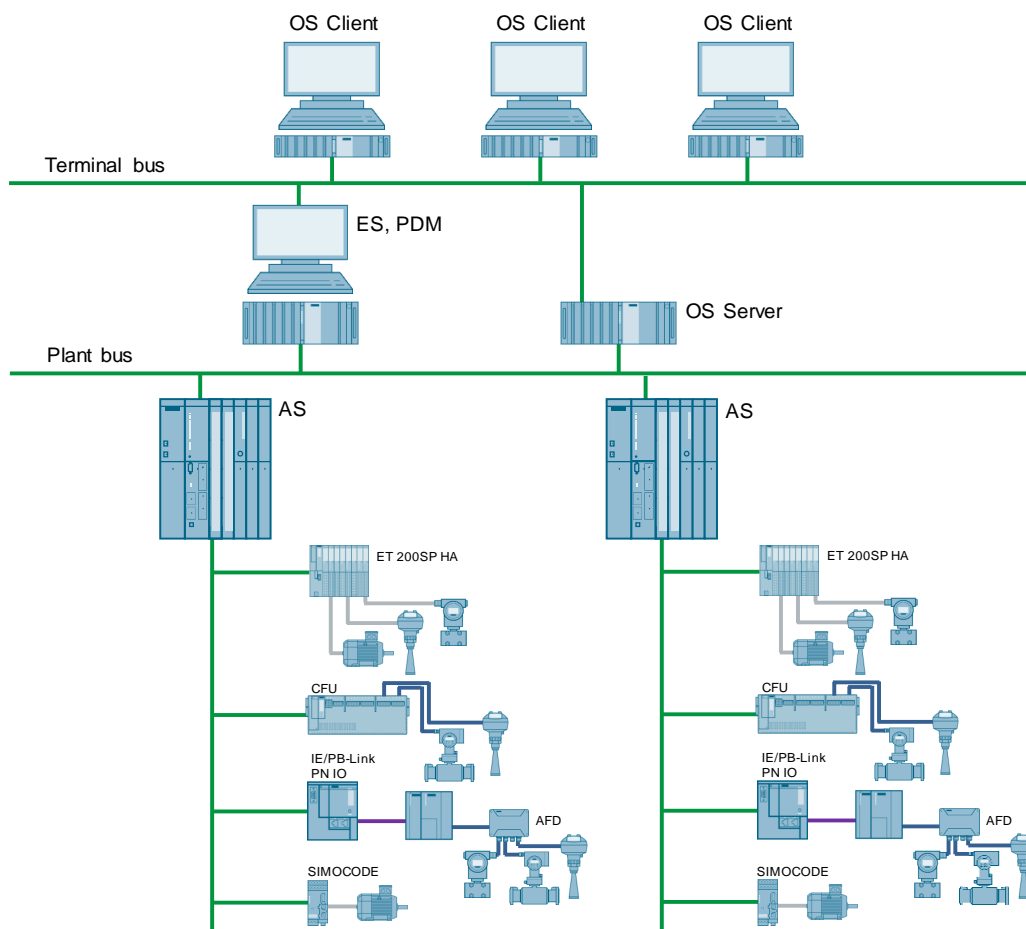 OS Client
OS Client
OS Client
Terminal bus
ES, PDM
OS Server
Plant bus
AS
AS
ET 200SP HA
ET 200SP HA
CFU
CFU
IE/PB-Link
PN IO
IE/PB-Link
PN IO
AFD
AFD
SIMOCODE
SIMOCODE